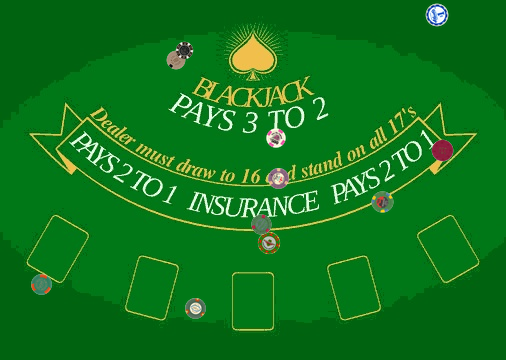 BLACKJACK
PAYS 3 TO 2
Dealer must draw to 16 and stand on all 17's
PAYS 2 TO 1 INSURANCE PAYS 2 TO 1